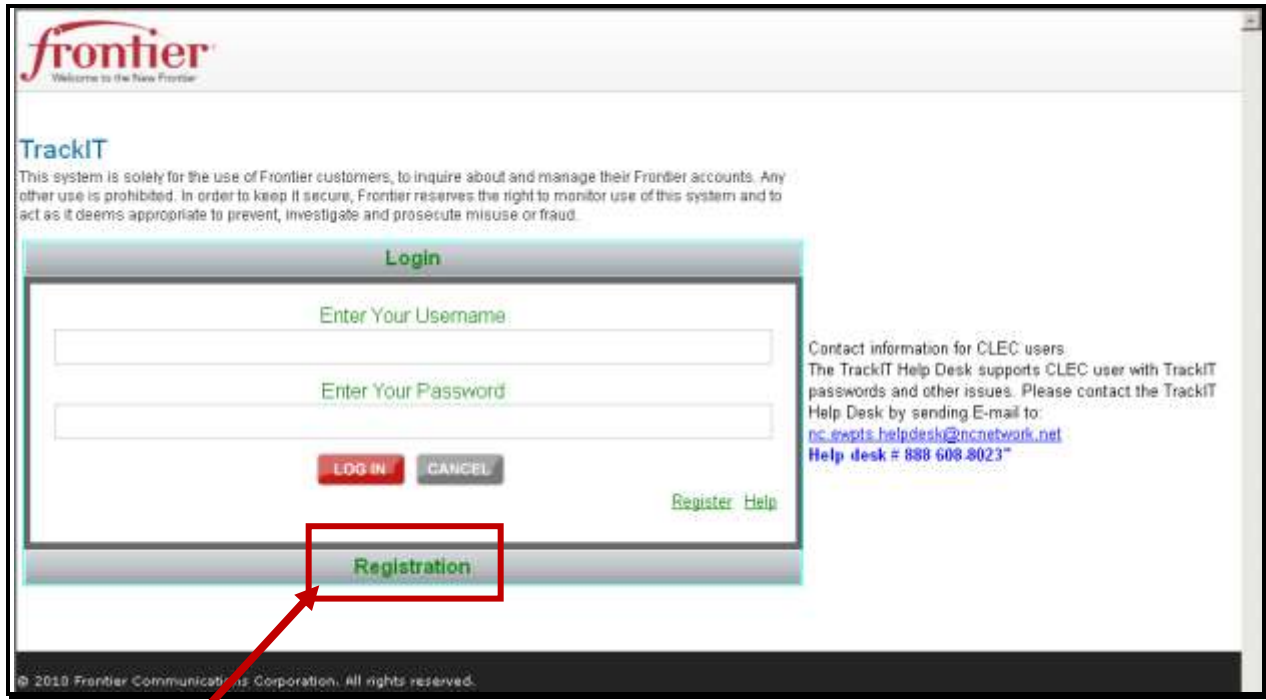 frontier
Welcome to the New Frontier
TrackIT
This system is solely for the use of Frontier customers, to inquire about and manage their Frontier accounts. Any
other use is prohibited. In order to keep it secure, Frontier reserves the right to monitor use of this system and to
act as it deems appropriate to prevent, investigate and prosecute misuse or fraud.
Login
Enter Your Username
Enter Your Password
LOG IN CANCEL
Register Help
Registration
Contact information for CLEC users
The TrackIT Help Desk supports CLEC user with TrackIT
passwords and other issues. Please contact the TrackIT
Help Desk by sending E-mail to:
nc.ewpts.helpdesk@ncnetwork.net
Help desk # 888 608-8023"
© 2010 Frontier Communications Corporation. All rights reserved.